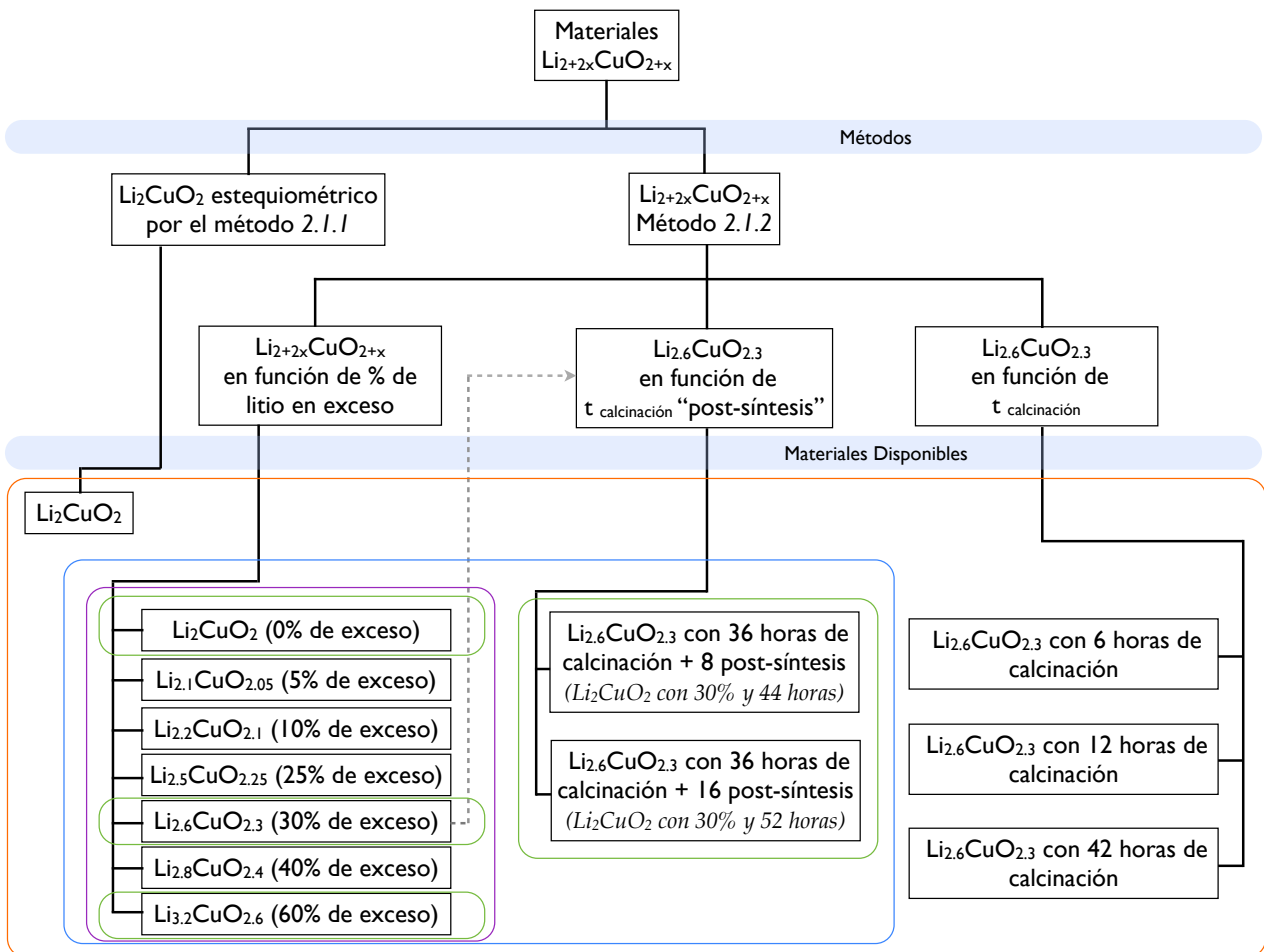 Materiales
Li₂₊₂ₓCuO₂₊ₓ
Métodos
Li₂CuO₂ estequiométrico
por el método 2.1.1
Li₂₊₂ₓCuO₂₊ₓ
Método 2.1.2
Li₂₊₂ₓCuO₂₊ₓ
en función de % de
litio en exceso
Li₂.₆CuO₂.₃
en función de
t calcinación “post-síntesis”
Li₂.₆CuO₂.₃
en función de
t calcinación
Materiales Disponibles
Li₂CuO₂
Li₂CuO₂ (0% de exceso)
Li₂.₁CuO₂.₀₅ (5% de exceso)
Li₂.₂CuO₂.₁ (10% de exceso)
Li₂.₅CuO₂.₂₅ (25% de exceso)
Li₂.₆CuO₂.₃ (30% de exceso)
Li₂.₈CuO₂.₄ (40% de exceso)
Li₃.₂CuO₂.₆ (60% de exceso)
Li₂.₆CuO₂.₃ con 36 horas de
calcinación + 8 post-síntesis
(Li₂CuO₂ con 30% y 44 horas)
Li₂.₆CuO₂.₃ con 36 horas de
calcinación + 16 post-síntesis
(Li₂CuO₂ con 30% y 52 horas)
Li₂.₆CuO₂.₃ con 6 horas de
calcinación
Li₂.₆CuO₂.₃ con 12 horas de
calcinación
Li₂.₆CuO₂.₃ con 42 horas de
calcinación